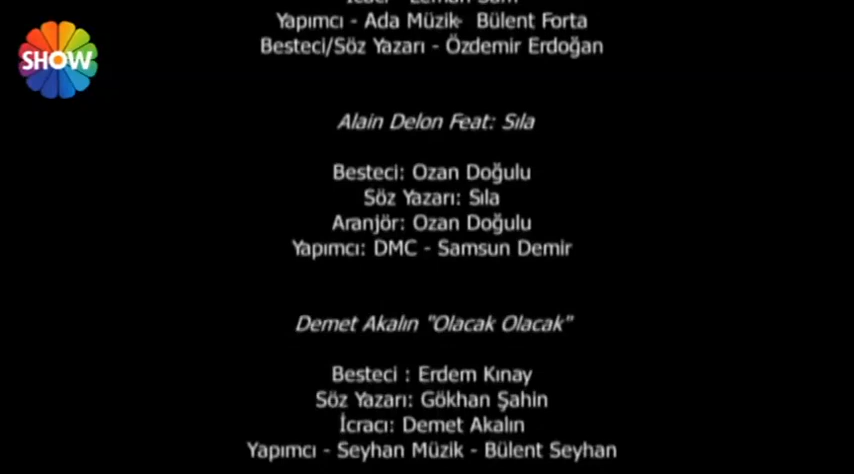 SHOW
Yapımcı - Ada Müzik - Bülent Forta
Besteci/Söz Yazarı - Özdemir Erdoğan
Alain Delon Feat: Sıla
Besteci: Ozan Doğulu
Söz Yazarı: Sıla
Aranjör: Ozan Doğulu
Yapımcı: DMC - Samsun Demir
Demet Akalın "Olacak Olacak"
Besteci : Erdem Kınay
Söz Yazarı: Gökhan Şahin
İcracı: Demet Akalın
Yapımcı - Seyhan Müzik - Bülent Seyhan